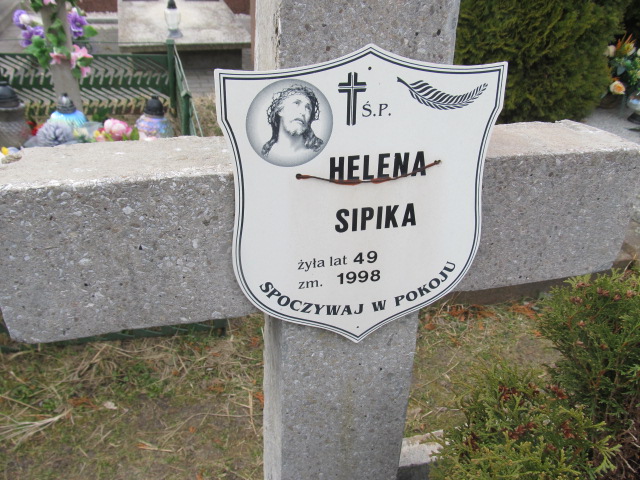 Ś.P.
HELENA
SIPIKA
żyła lat 49
zm. 1998
SPOCZYWAJ W POKOJU